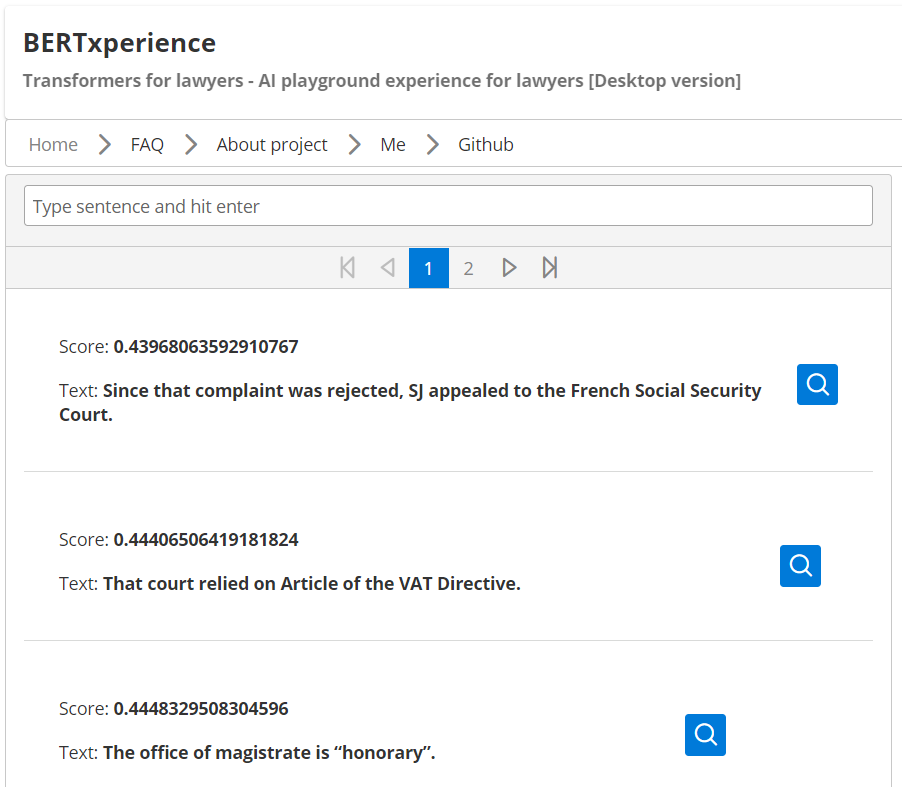 BERTxperience
Transformers for lawyers - AI playground experience for lawyers [Desktop version]
Home FAQ About project Me Github
Type sentence and hit enter
1 2
Score: 0.43968063592910767
Text: Since that complaint was rejected, SJ appealed to the French Social Security
Court.
Score: 0.44406506419181824
Text: That court relied on Article of the VAT Directive.
Score: 0.4448329508304596
Text: The office of magistrate is “honorary”.